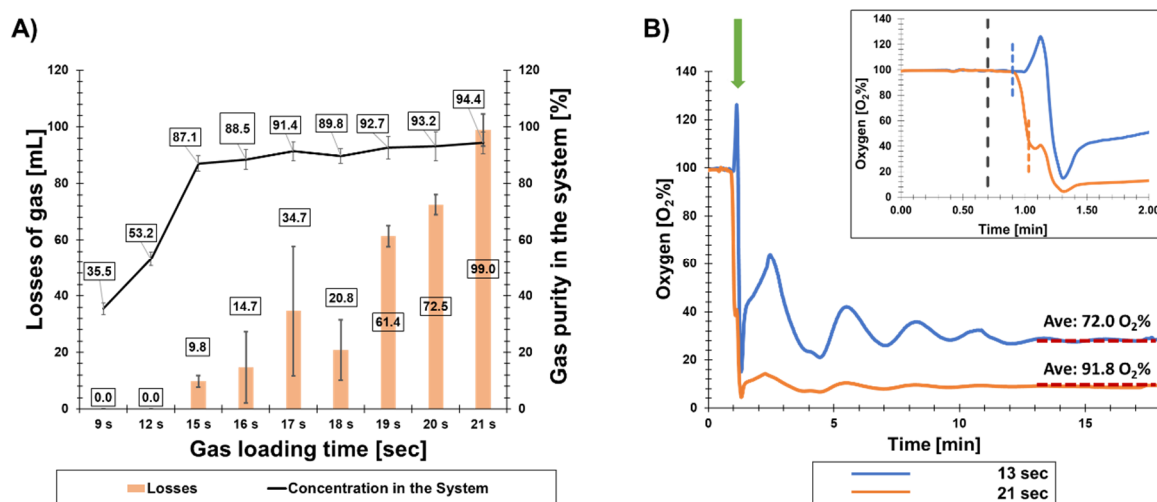 A)
Losses of gas [mL]
120
100
80
60
40
20
0
35.5
53.2
87.1
88.5
91.4
89.8
92.7
93.2
94.4
0.0
0.0
9.8
14.7
34.7
20.8
61.4
72.5
99.0
120
100
80
60
40
20
0
Gas purity in the system [%]
9 s
12 s
15 s
16 s
17 s
18 s
19 s
20 s
21 s
Gas loading time [sec]
Losses
Concentration in the System
B)
Oxygen [O2%]
140
120
100
80
60
40
20
0
0
5
10
15
Time [min]
Ave: 72.0 O2%
Ave: 91.8 O2%
Oxygen [O2%]
140
120
100
80
60
40
20
0
0.00
0.50
1.00
1.50
2.00
Time [min]
13 sec
21 sec